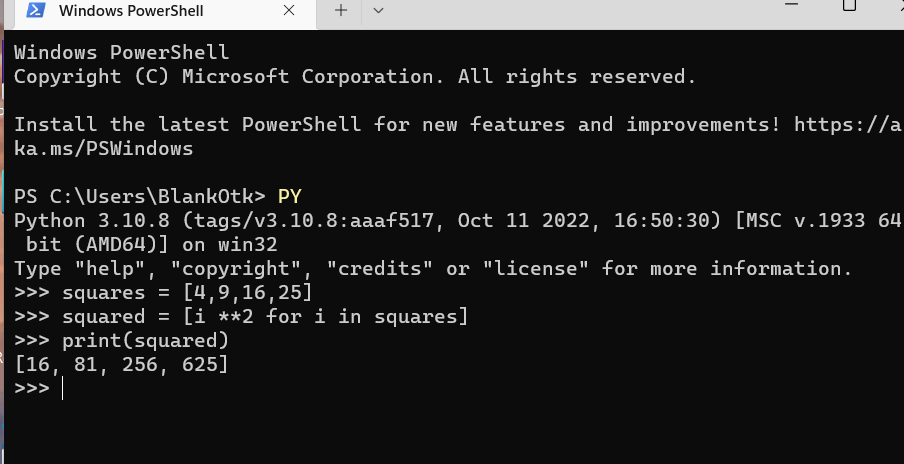 Windows PowerShell
Windows PowerShell
Copyright (C) Microsoft Corporation. All rights reserved.
Install the latest PowerShell for new features and improvements! https://a
ka.ms/PSWindows
PS C:\Users\BlankOtk> PY
Python 3.10.8 (tags/v3.10.8:aaaf517, Oct 11 2022, 16:50:30) [MSC v.1933 64
 bit (AMD64)] on win32
Type "help", "copyright", "credits" or "license" for more information.
>>> squares = [4,9,16,25]
>>> squared = [i **2 for i in squares]
>>> print(squared)
[16, 81, 256, 625]
>>>